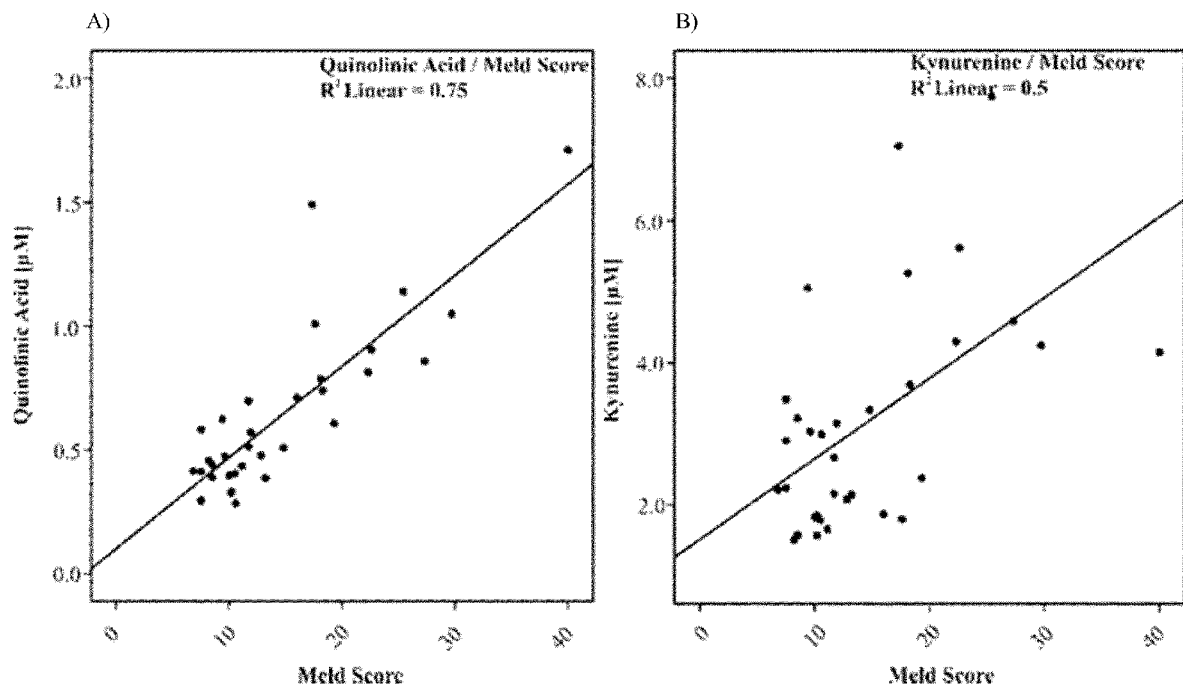 A)
Quinolinic Acid / Meld Score
R² Linear = 0.75
2.0
1.5
1.0
0.5
0.0
Quinolinic Acid [µM]
0
10
20
30
40
Meld Score
B)
Kynurenine / Meld Score
R² Linear = 0.5
8.0
6.0
4.0
2.0
Kynurenine [µM]
0
10
20
30
40
Meld Score